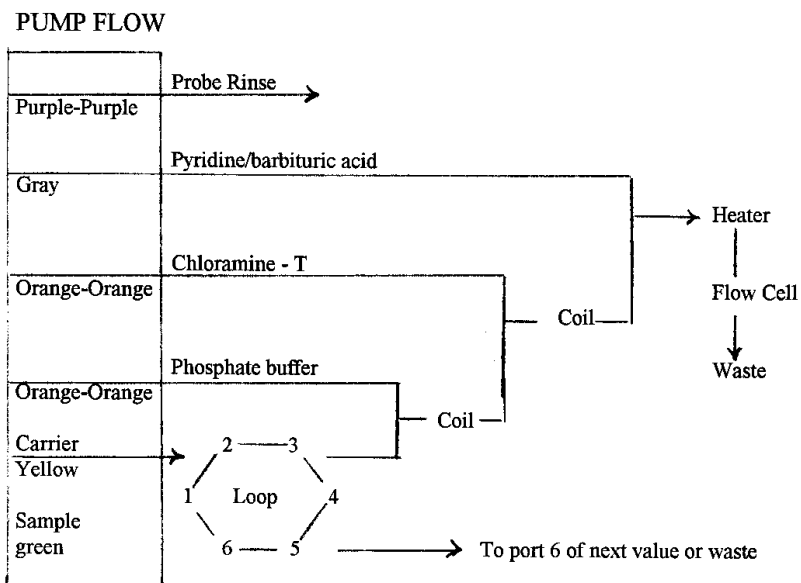 PUMP FLOW
Probe Rinse
Purple-Purple
Pyridine/barbituric acid
Gray
Heater
Chloramine - T
Orange-Orange
Flow Cell
Coil
Phosphate buffer
Waste
Orange-Orange
Coil
Carrier
Yellow
2 3
1 Loop 4
Sample
green
6 5
To port 6 of next value or waste